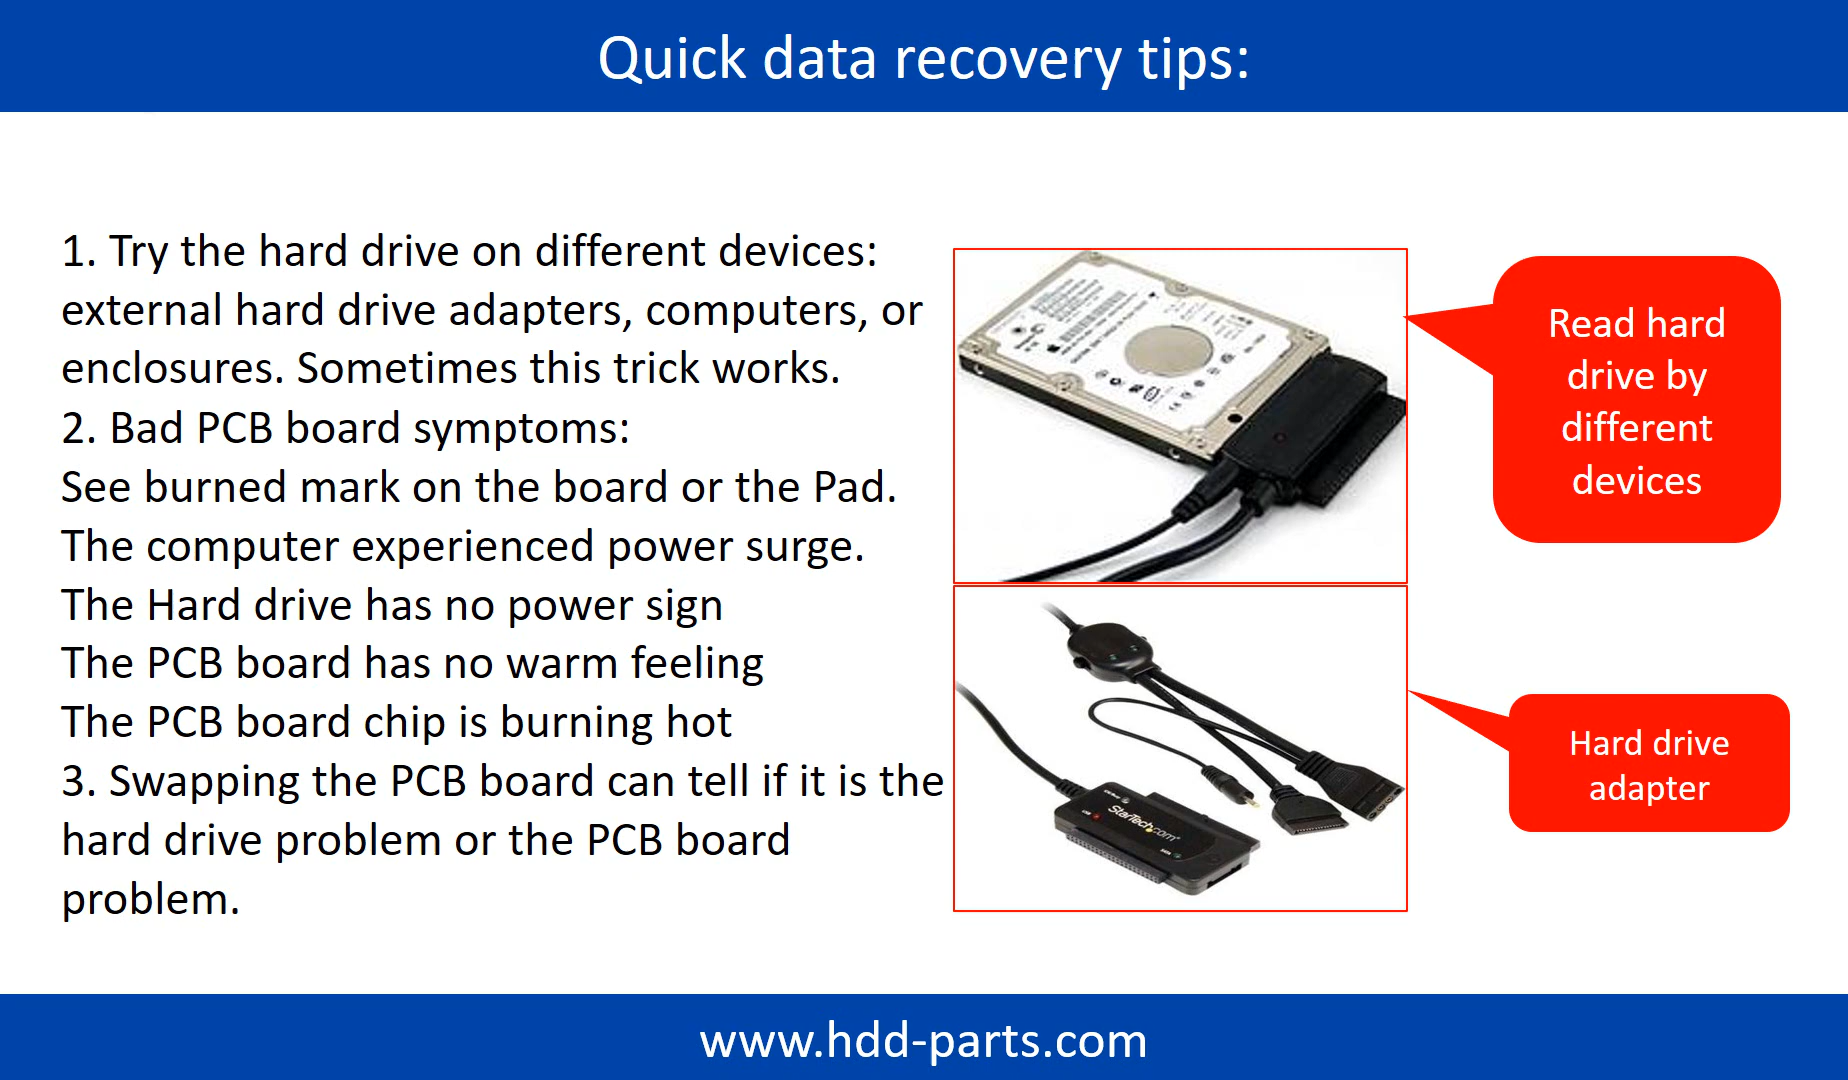 Quick data recovery tips:
1. Try the hard drive on different devices:
external hard drive adapters, computers, or
enclosures. Sometimes this trick works.
2. Bad PCB board symptoms:
See burned mark on the board or the Pad.
The computer experienced power surge.
The Hard drive has no power sign
The PCB board has no warm feeling
The PCB board chip is burning hot
3. Swapping the PCB board can tell if it is the
hard drive problem or the PCB board
problem.
Read hard
drive by
different
devices
Hard drive
adapter
StarTech.com
www.hdd-parts.com